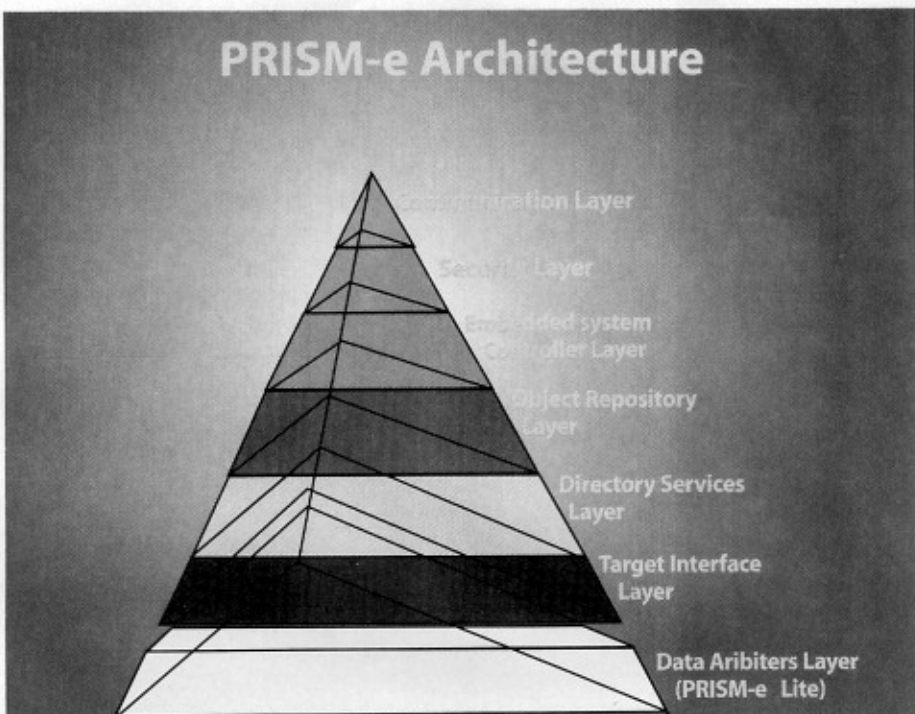 PRISM-e Architecture
Communication Layer
Security Layer
Embedded system
Controller Layer
Object Repository
Layer
Directory Services
Layer
Target Interface
Layer
Data Aribiters Layer
(PRISM-e Lite)